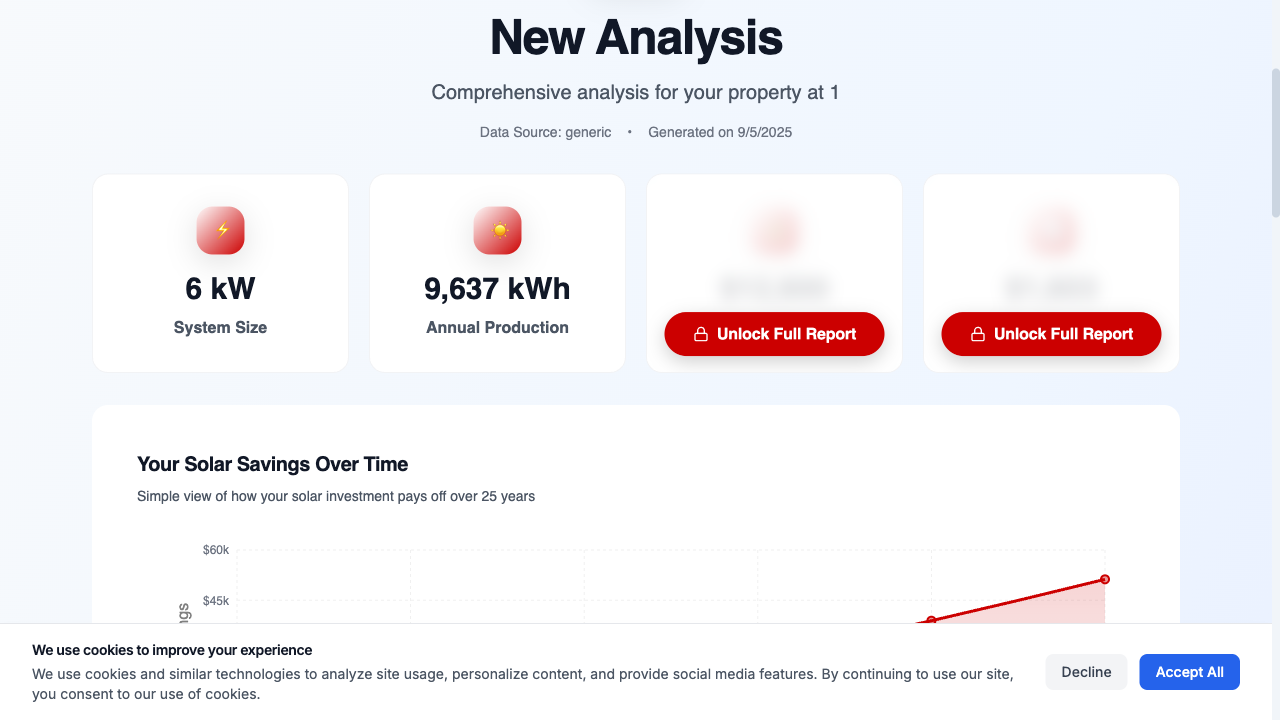 New Analysis
Comprehensive analysis for your property at 1
Data Source: generic • Generated on 9/5/2025
6 kW
System Size
9,637 kWh
Annual Production
Unlock Full Report
Unlock Full Report
Your Solar Savings Over Time
Simple view of how your solar investment pays off over 25 years
$60k
$45k
We use cookies to improve your experience
We use cookies and similar technologies to analyze site usage, personalize content, and provide social media features. By continuing to use our site,
you consent to our use of cookies.
Decline
Accept All